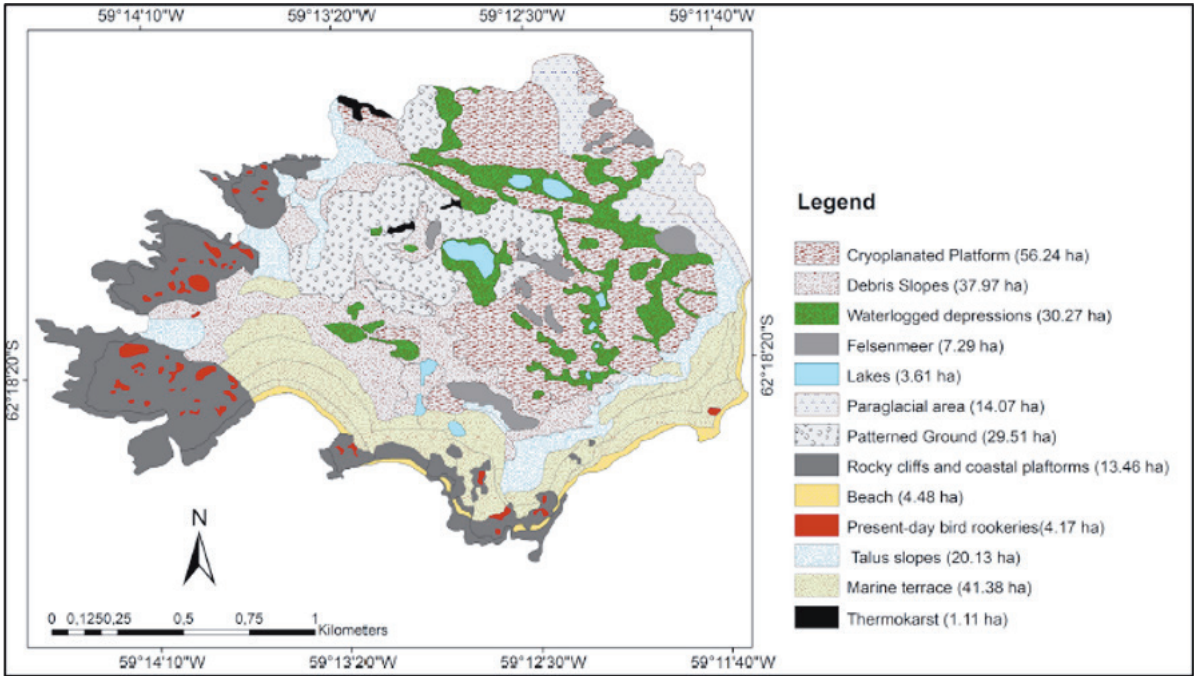 59°14'10"W 59°13'20"W 59°12'30"W 59°11'40"W
62°18'20"S
62°18'20"S
Legend
Cryoplanated Platform (56.24 ha)
Debris Slopes (37.97 ha)
Waterlogged depressions (30.27 ha)
Felsenmeer (7.29 ha)
Lakes (3.61 ha)
Paraglacial area (14.07 ha)
Patterned Ground (29.51 ha)
Rocky cliffs and coastal plaftorms (13.46 ha)
Beach (4.48 ha)
Present-day bird rookeries(4.17 ha)
Talus slopes (20.13 ha)
Marine terrace (41.38 ha)
Thermokarst (1.11 ha)
N
0 0,1250,25 0,5 0,75 1
Kilometers
59°14'10"W 59°13'20"W 59°12'30"W 59°11'40"W